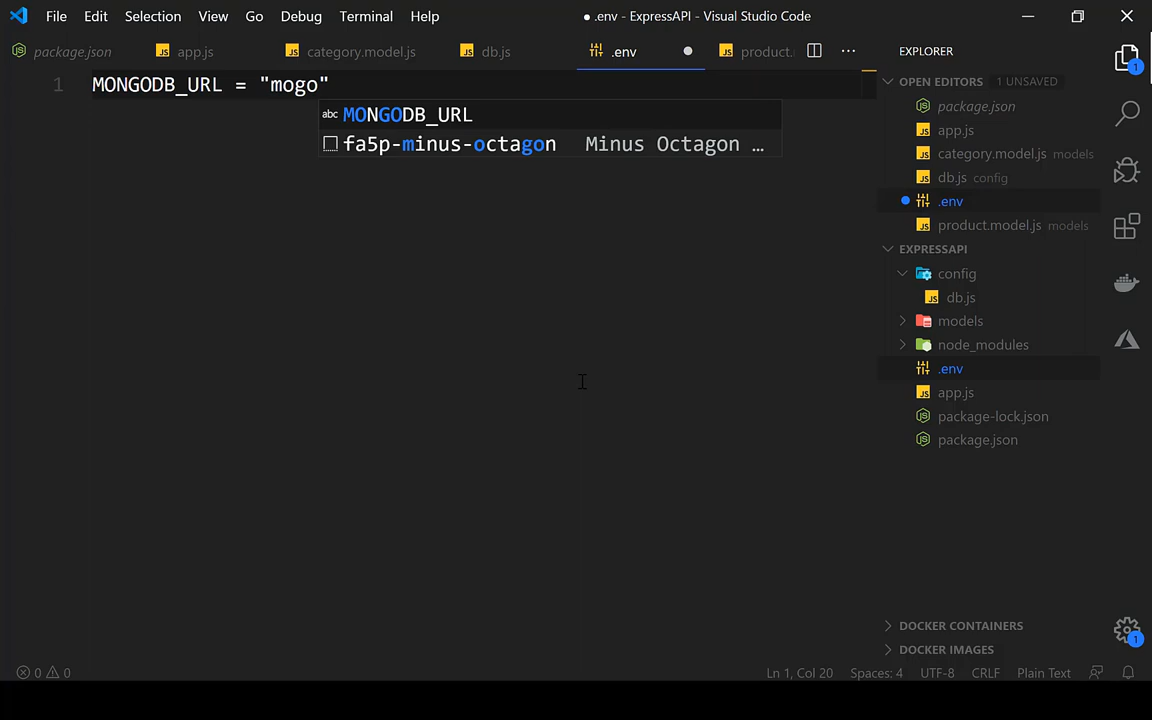 File Edit Selection View Go Debug Terminal Help ● .env - ExpressAPI - Visual Studio Code
package.json app.js category.model.js db.js .env ● product. ···
1 MONGODB_URL = "mogo"
abc MONGODB_URL
fa5p-minus-octagon Minus Octagon …
EXPLORER
OPEN EDITORS 1 UNSAVED
package.json
app.js
category.model.js models
db.js config
.env
product.model.js models
EXPRESSAPI
config
db.js
models
node_modules
.env
app.js
package-lock.json
package.json
DOCKER CONTAINERS
DOCKER IMAGES
1
1
0 0 Ln 1, Col 20 Spaces: 4 UTF-8 CRLF Plain Text